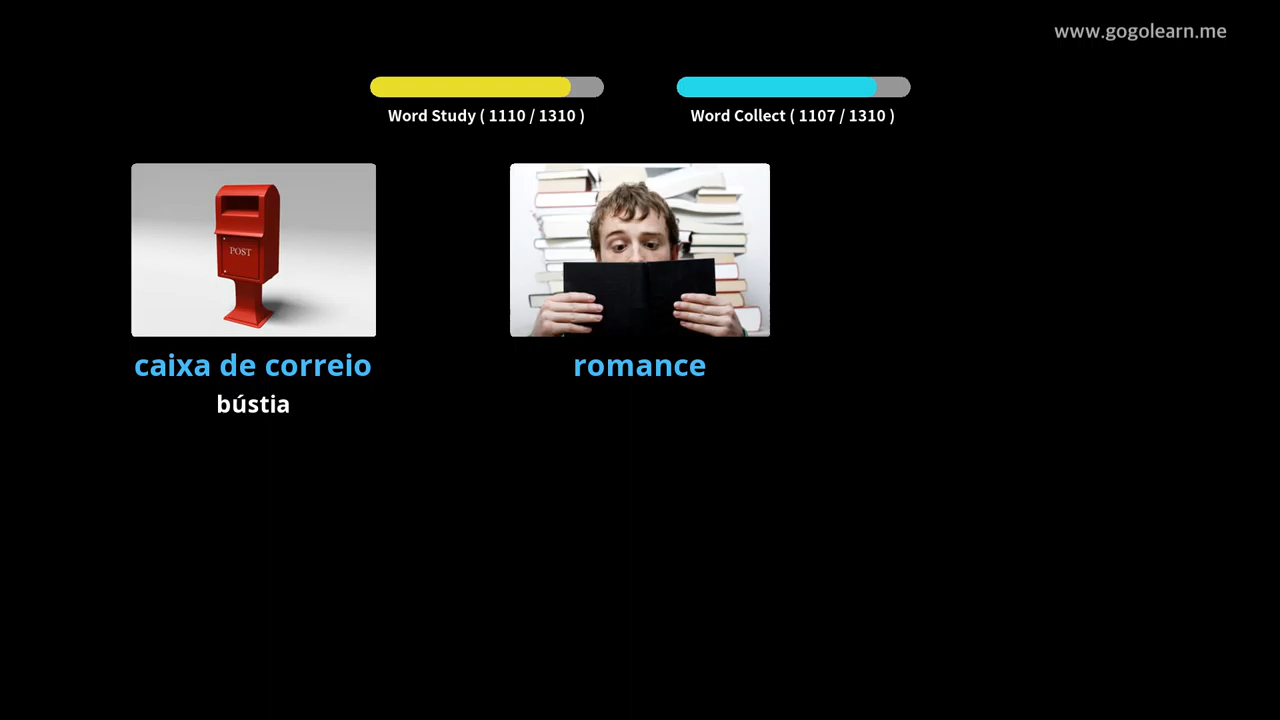 www.gogolearn.me
Word Study ( 1110 / 1310 )
Word Collect ( 1107 / 1310 )
POST
caixa de correio
bústia
romance